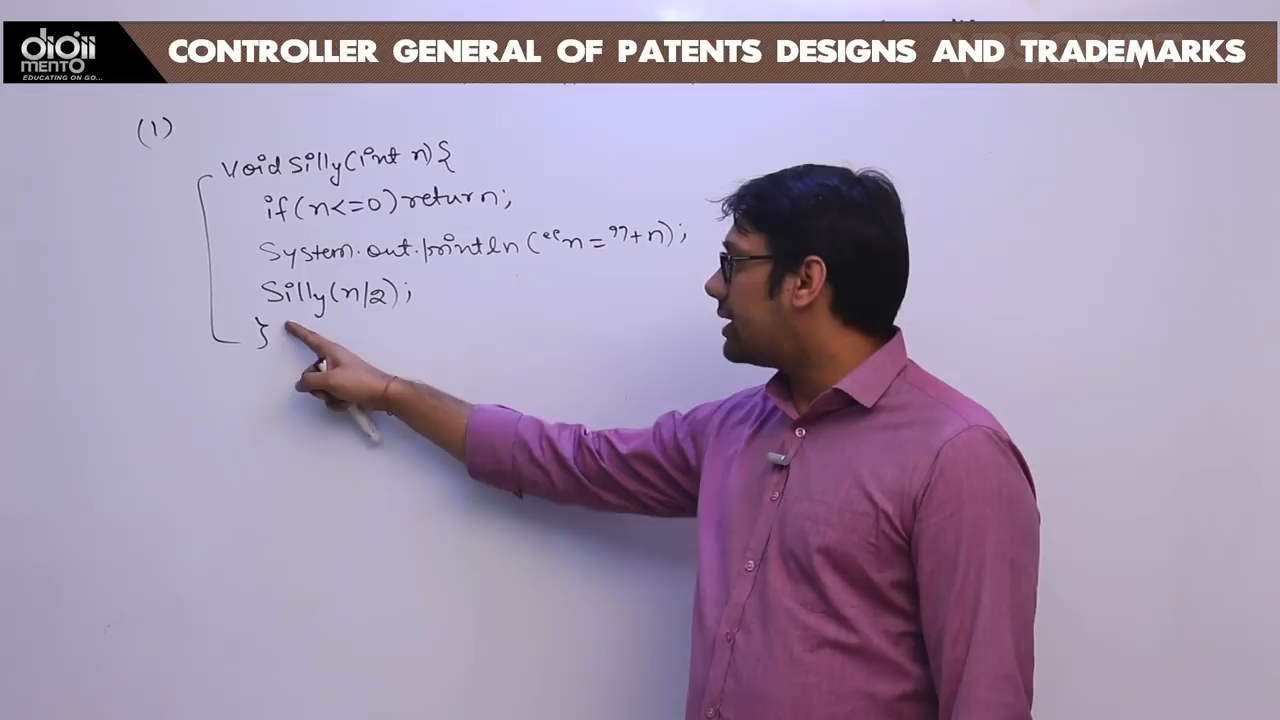 digii
mento
EDUCATING ON GO...
CONTROLLER GENERAL OF PATENTS DESIGNS AND TRADEMARKS
(1)
Void Silly(int n){
if(n<=0)return;
System.out.println("n="+n);
Silly(n/2);
}